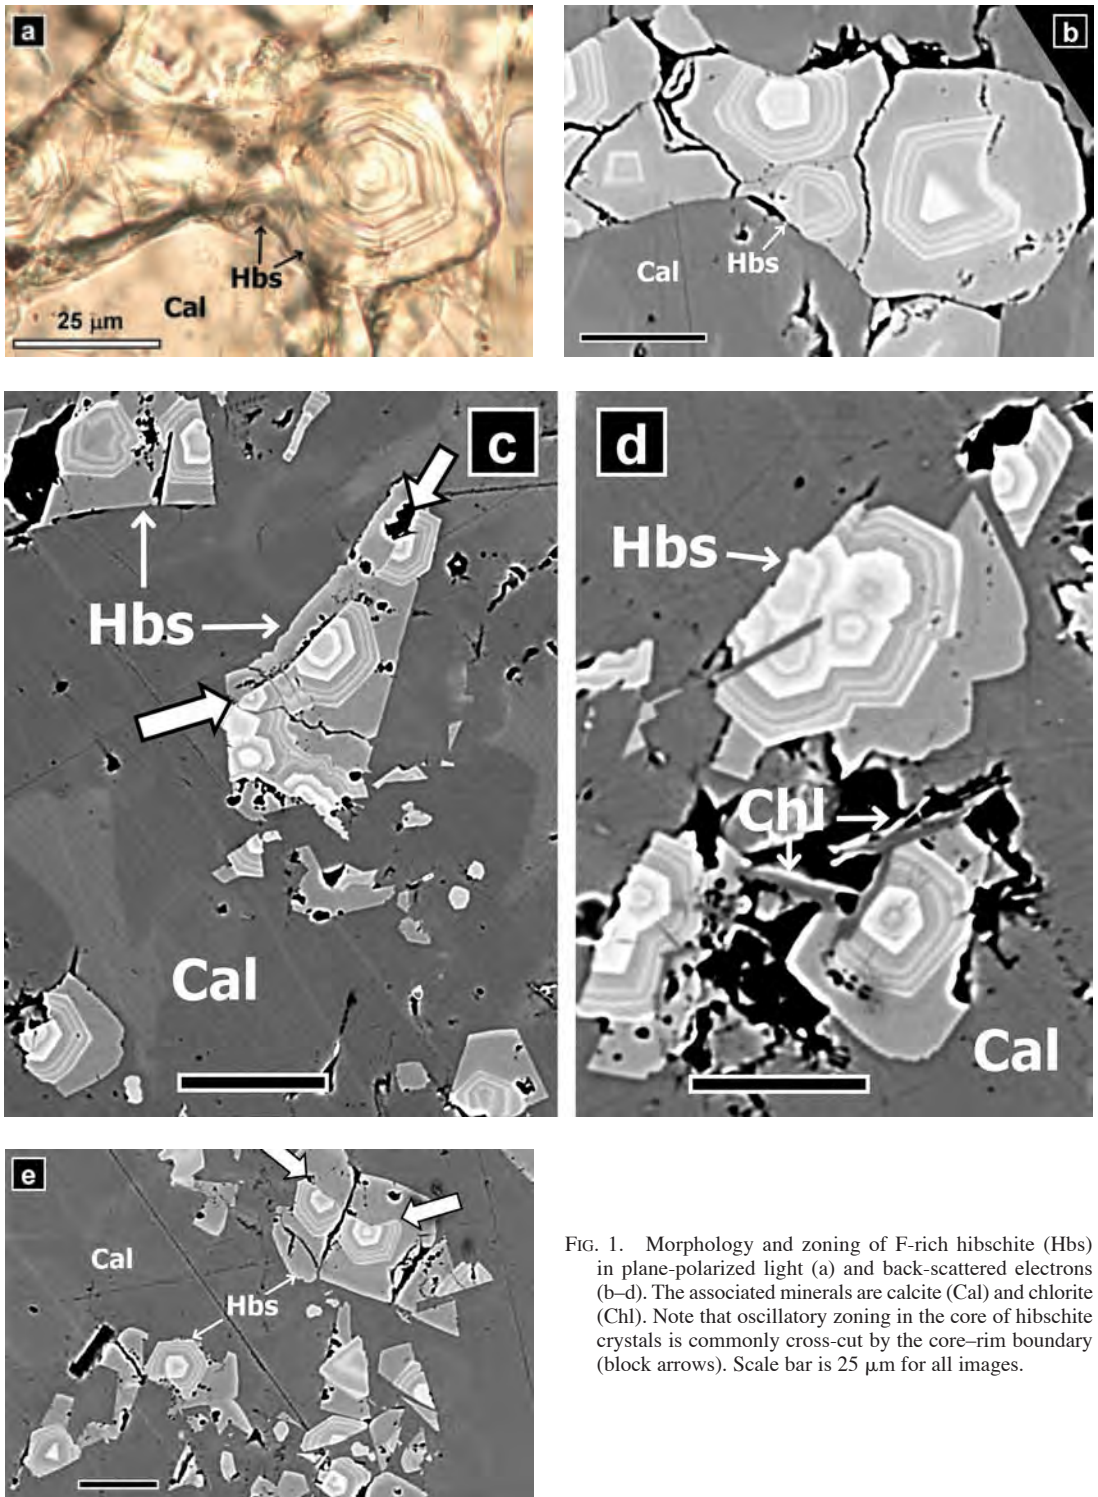 a
Hbs
Cal
25 μm
b
Cal
Hbs
c
Hbs
Cal
d
Hbs
Chl
Cal
e
Cal
Hbs
FIG. 1. Morphology and zoning of F-rich hibschite (Hbs)
in plane-polarized light (a) and back-scattered electrons
(b–d). The associated minerals are calcite (Cal) and chlorite
(Chl). Note that oscillatory zoning in the core of hibschite
crystals is commonly cross-cut by the core–rim boundary
(block arrows). Scale bar is 25 μm for all images.